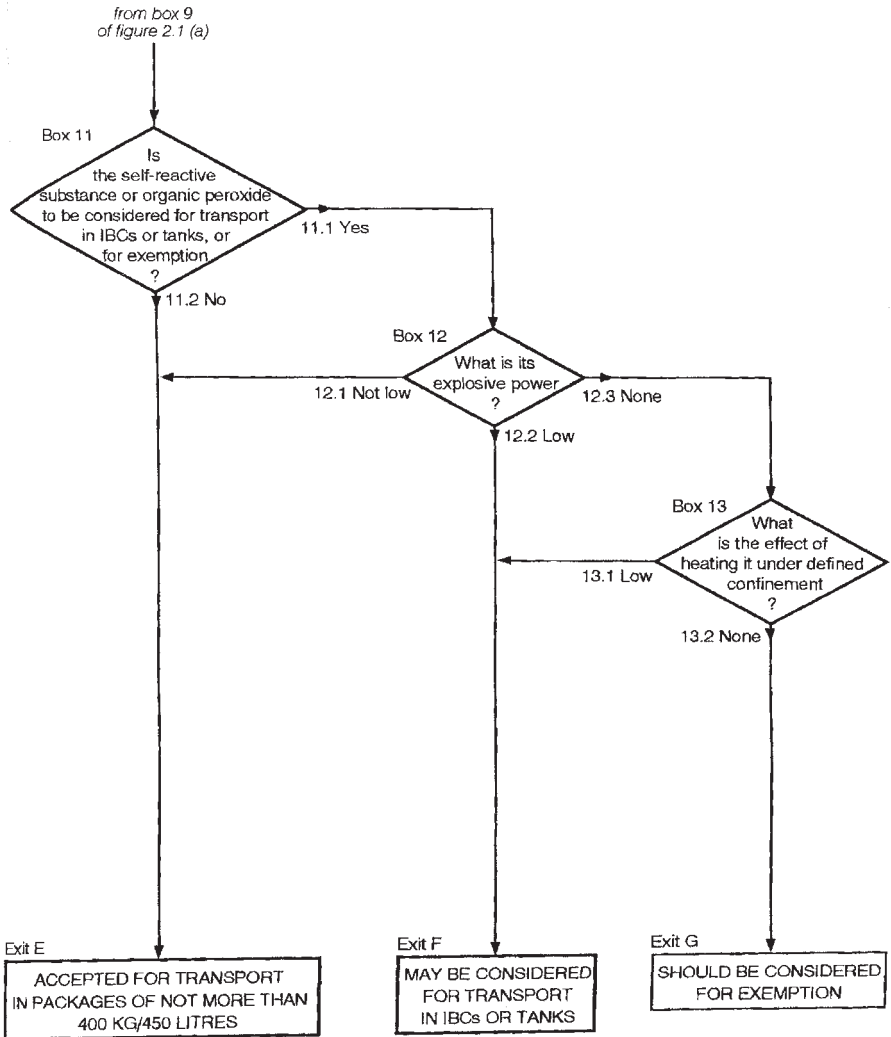 from box 9
of figure 2.1 (a)
Box 11
Is
the self-reactive
substance or organic peroxide
to be considered for transport
in IBCs or tanks, or
for exemption
?
11.1 Yes
11.2 No
Box 12
What is its
explosive power
?
12.1 Not low
12.3 None
12.2 Low
Box 13
What
is the effect of
heating it under defined
confinement
?
13.1 Low
13.2 None
Exit E
ACCEPTED FOR TRANSPORT
IN PACKAGES OF NOT MORE THAN
400 KG/450 LITRES
Exit F
MAY BE CONSIDERED
FOR TRANSPORT
IN IBCs OR TANKS
Exit G
SHOULD BE CONSIDERED
FOR EXEMPTION